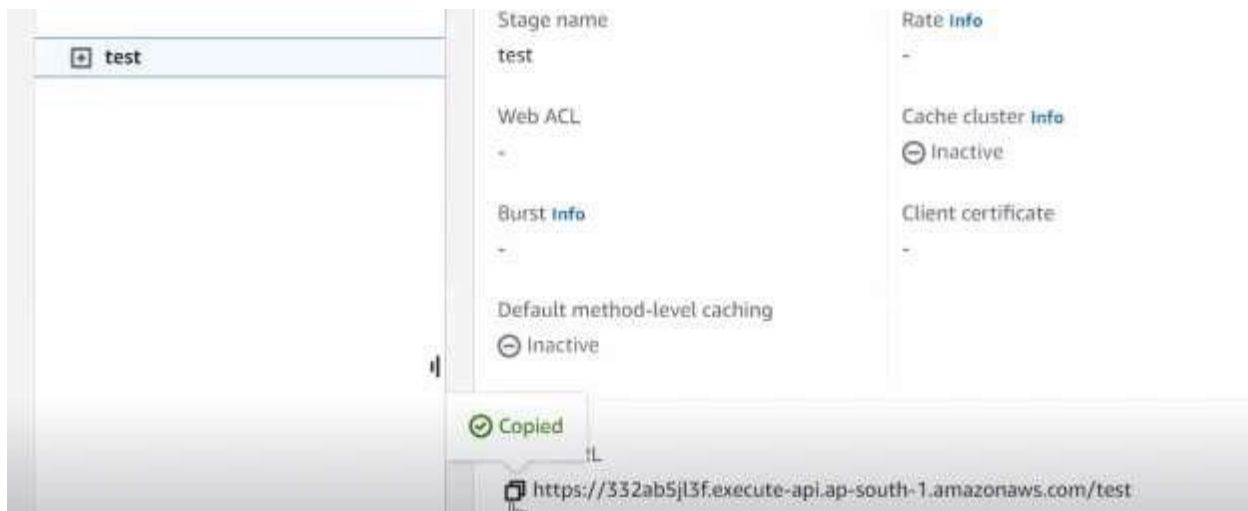 test
Stage name
test
Web ACL
-
Burst Info
-
Default method-level caching
Inactive
Rate Info
-
Cache cluster Info
Inactive
Client certificate
-
Copied
L
https://332ab5jl3f.execute-api.ap-south-1.amazonaws.com/test